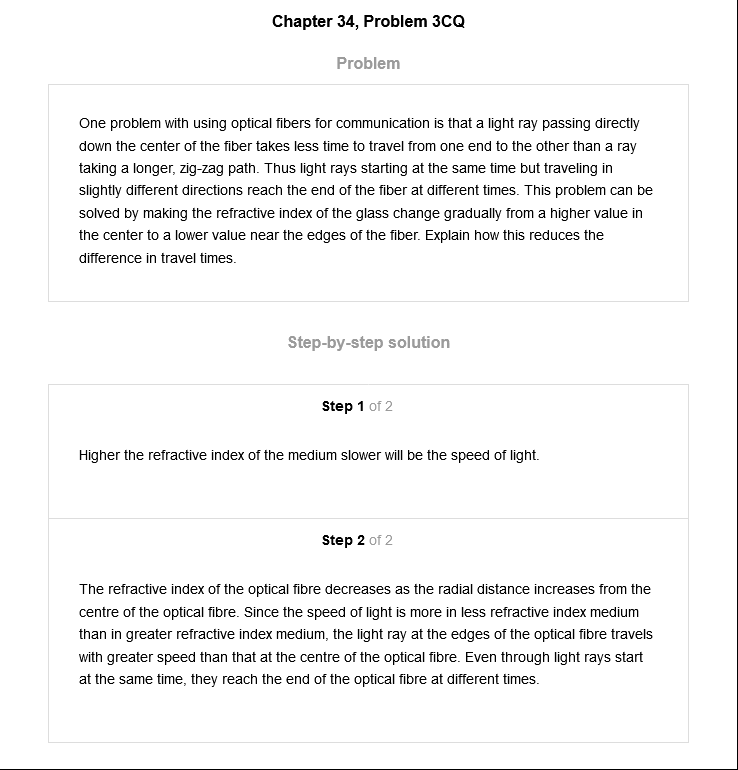 Chapter 34, Problem 3CQ
Problem
One problem with using optical fibers for communication is that a light ray passing directly
down the center of the fiber takes less time to travel from one end to the other than a ray
taking a longer, zig-zag path. Thus light rays starting at the same time but traveling in
slightly different directions reach the end of the fiber at different times. This problem can be
solved by making the refractive index of the glass change gradually from a higher value in
the center to a lower value near the edges of the fiber. Explain how this reduces the
difference in travel times.
Step-by-step solution
Step 1 of 2
Higher the refractive index of the medium slower will be the speed of light.
Step 2 of 2
The refractive index of the optical fibre decreases as the radial distance increases from the
centre of the optical fibre. Since the speed of light is more in less refractive index medium
than in greater refractive index medium, the light ray at the edges of the optical fibre travels
with greater speed than that at the centre of the optical fibre. Even through light rays start
at the same time, they reach the end of the optical fibre at different times.